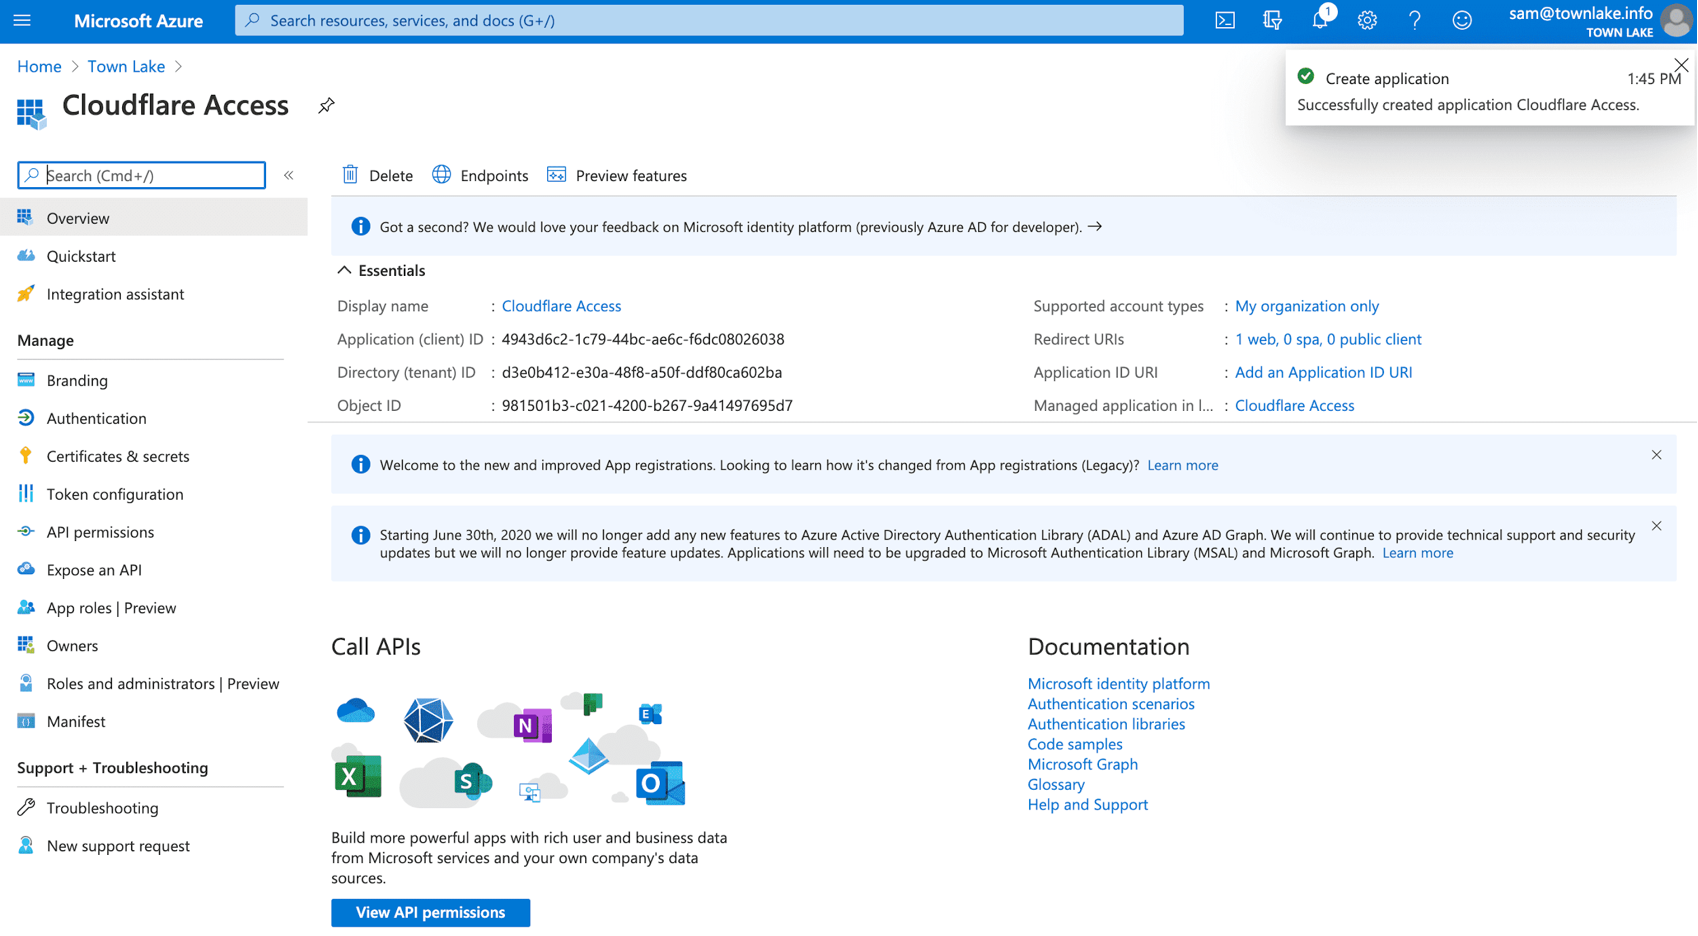 Microsoft Azure
Search resources, services, and docs (G+/)
1
sam@townlake.info
TOWN LAKE
Home > Town Lake >
Cloudflare Access
Create application
1:45 PM
Successfully created application Cloudflare Access.
Search (Cmd+/)
«
Overview
Quickstart
Integration assistant
Manage
Branding
Authentication
Certificates & secrets
Token configuration
API permissions
Expose an API
App roles | Preview
Owners
Roles and administrators | Preview
Manifest
Support + Troubleshooting
Troubleshooting
New support request
Delete
Endpoints
Preview features
Got a second? We would love your feedback on Microsoft identity platform (previously Azure AD for developer). →
Essentials
Display name : Cloudflare Access
Application (client) ID : 4943d6c2-1c79-44bc-ae6c-f6dc08026038
Directory (tenant) ID : d3e0b412-e30a-48f8-a50f-ddf80ca602ba
Object ID : 981501b3-c021-4200-b267-9a41497695d7
Supported account types : My organization only
Redirect URIs : 1 web, 0 spa, 0 public client
Application ID URI : Add an Application ID URI
Managed application in l... : Cloudflare Access
Welcome to the new and improved App registrations. Looking to learn how it's changed from App registrations (Legacy)? Learn more
Starting June 30th, 2020 we will no longer add any new features to Azure Active Directory Authentication Library (ADAL) and Azure AD Graph. We will continue to provide technical support and security
updates but we will no longer provide feature updates. Applications will need to be upgraded to Microsoft Authentication Library (MSAL) and Microsoft Graph. Learn more
Call APIs
N
E
X
S
O
Build more powerful apps with rich user and business data
from Microsoft services and your own company's data
sources.
View API permissions
Documentation
Microsoft identity platform
Authentication scenarios
Authentication libraries
Code samples
Microsoft Graph
Glossary
Help and Support